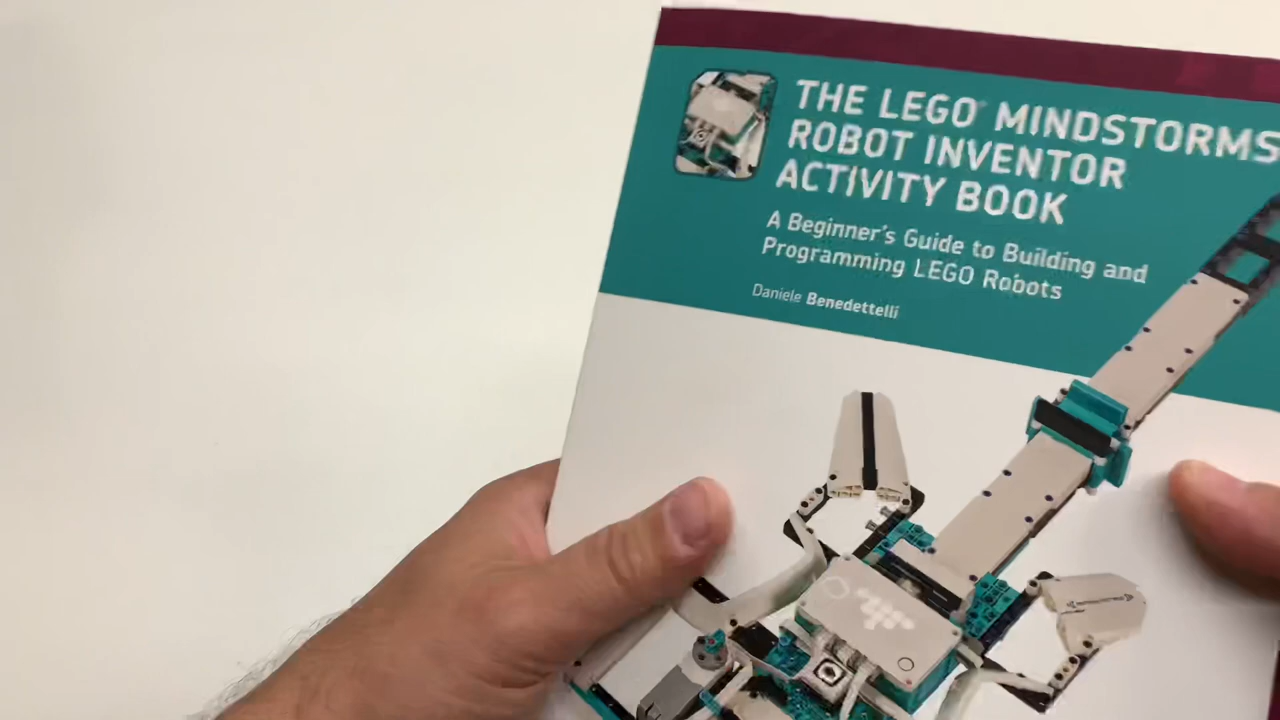 THE LEGO® MINDSTORMS
ROBOT INVENTOR
ACTIVITY BOOK
A Beginner's Guide to Building and
Programming LEGO Robots
Daniele Benedettelli